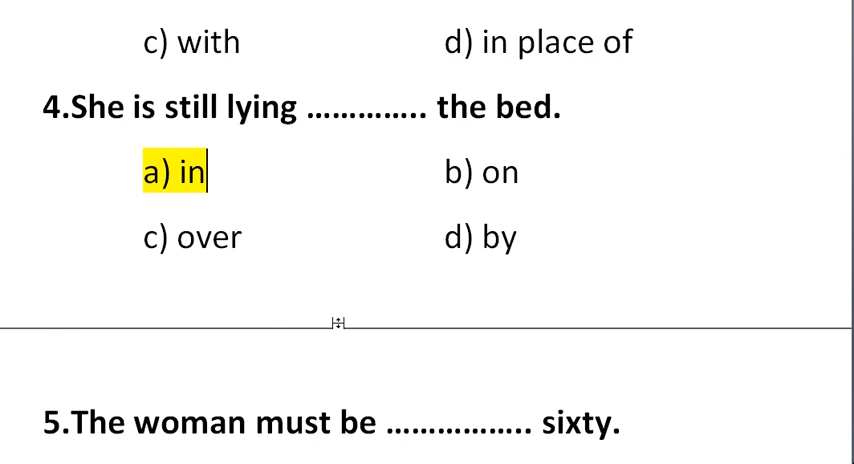 c) with d) in place of
4.She is still lying ………….. the bed.
a) in b) on
c) over d) by
5.The woman must be …………….. sixty.